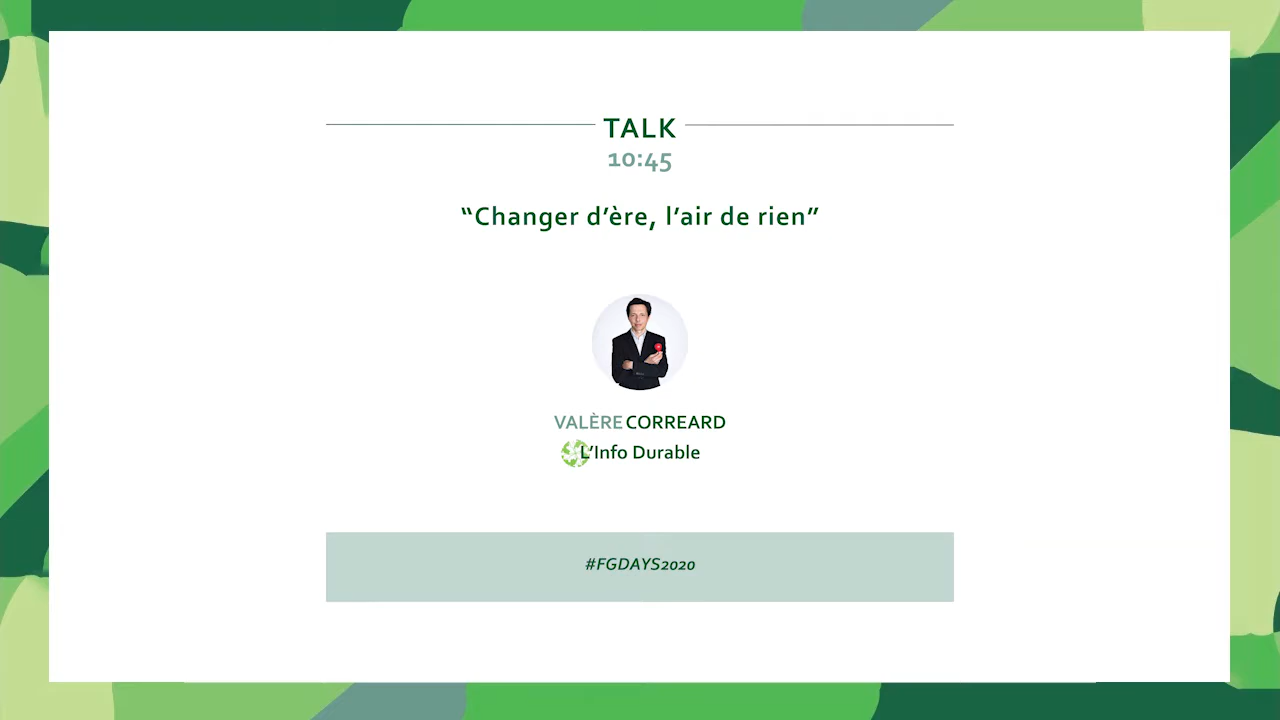 TALK
10:45
“Changer d’ère, l’air de rien”
VALÈRE CORREARD
L’Info Durable
#FGDAYS2020